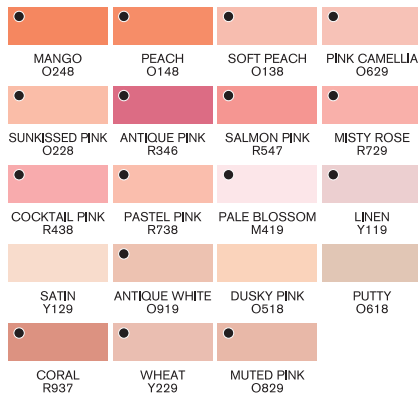 MANGO
O248
PEACH
O148
SOFT PEACH
O138
PINK CAMELLIA
O629
SUNKISSED PINK
O228
ANTIQUE PINK
R346
SALMON PINK
R547
MISTY ROSE
R729
COCKTAIL PINK
R438
PASTEL PINK
R738
PALE BLOSSOM
M419
LINEN
Y119
SATIN
Y129
ANTIQUE WHITE
O919
DUSKY PINK
O518
PUTTY
O618
CORAL
R937
WHEAT
Y229
MUTED PINK
O829